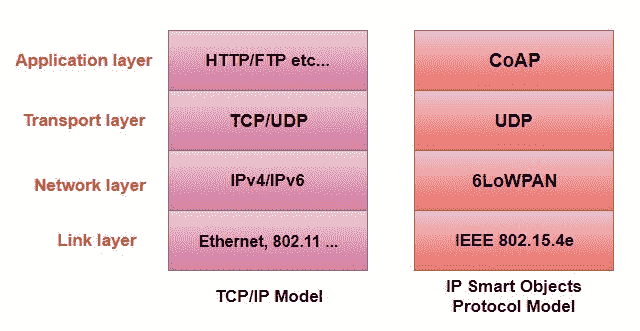 Application layer HTTP/FTP etc... CoAP
Transport layer TCP/UDP UDP
Network layer IPv4/IPv6 6LoWPAN
Link layer Ethernet, 802.11 ... IEEE 802.15.4e
TCP/IP Model
IP Smart Objects
Protocol Model